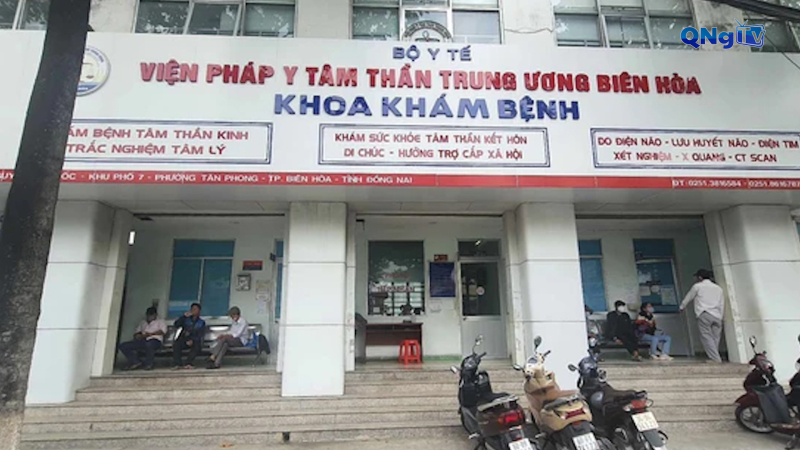 QNgTV
BỘ Y TẾ
VIỆN PHÁP Y TÂM THẦN TRUNG ƯƠNG BIÊN HÒA
KHOA KHÁM BỆNH
KHÁM BỆNH TÂM THẦN KINH
TRẮC NGHIỆM TÂM LÝ
KHÁM SỨC KHỎE TÂM THẦN KẾT HÔN
DI CHÚC - HƯỞNG TRỢ CẤP XÃ HỘI
ĐO ĐIỆN NÃO - LƯU HUYẾT NÃO - ĐIỆN TIM
XÉT NGHIỆM - X QUANG - CT SCAN
KHU PHỐ 7 - PHƯỜNG TÂN PHONG - TP. BIÊN HÒA - TỈNH ĐỒNG NAI
ĐT: 0251.3816584 - 0251.8616787